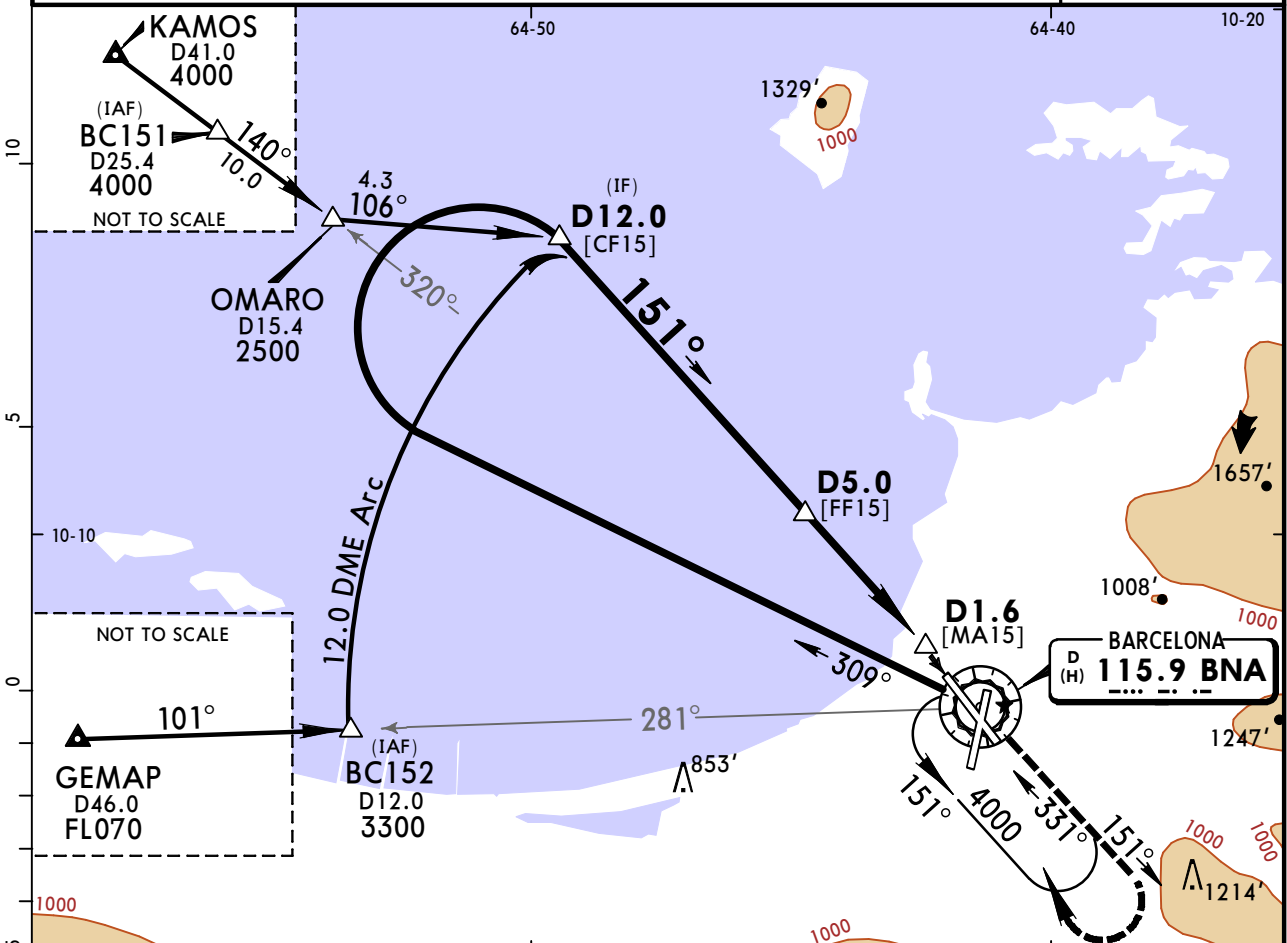 64-50
64-40
10-20
KAMOS
D41.0
4000
(IAF)
BC151
D25.4
4000
140°
10.0
NOT TO SCALE
10
4.3
106°
(IF)
D12.0
[CF15]
1329'
1000
OMARO
D15.4
2500
320°
151°
5
12.0 DME Arc
D5.0
[FF15]
1657'
10-10
1008'
1000
NOT TO SCALE
D1.6
[MA15]
BARCELONA
D
(H)
115.9 BNA
0
101°
309°
281°
GEMAP
D46.0
FL070
(IAF)
BC152
D12.0
3300
853'
1247'
151°
4000
331°
151°
1000
1000
1214'
1000
1000